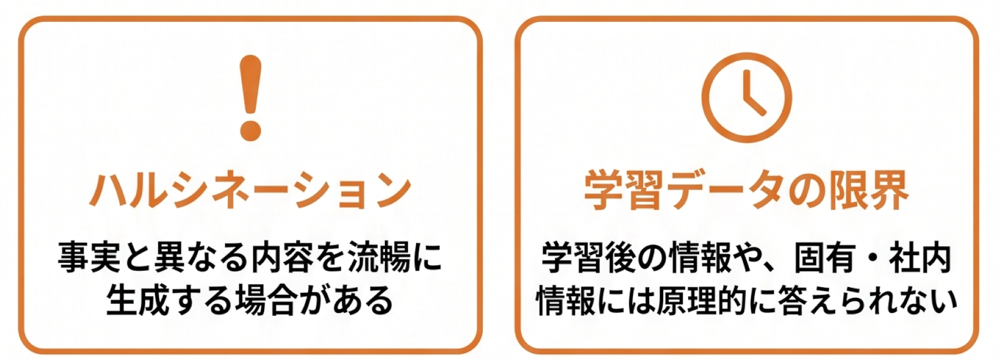 ハルシネーション
事実と異なる内容を流暢に
生成する場合がある
学習データの限界
学習後の情報や、固有・社内
情報には原理的に答えられない